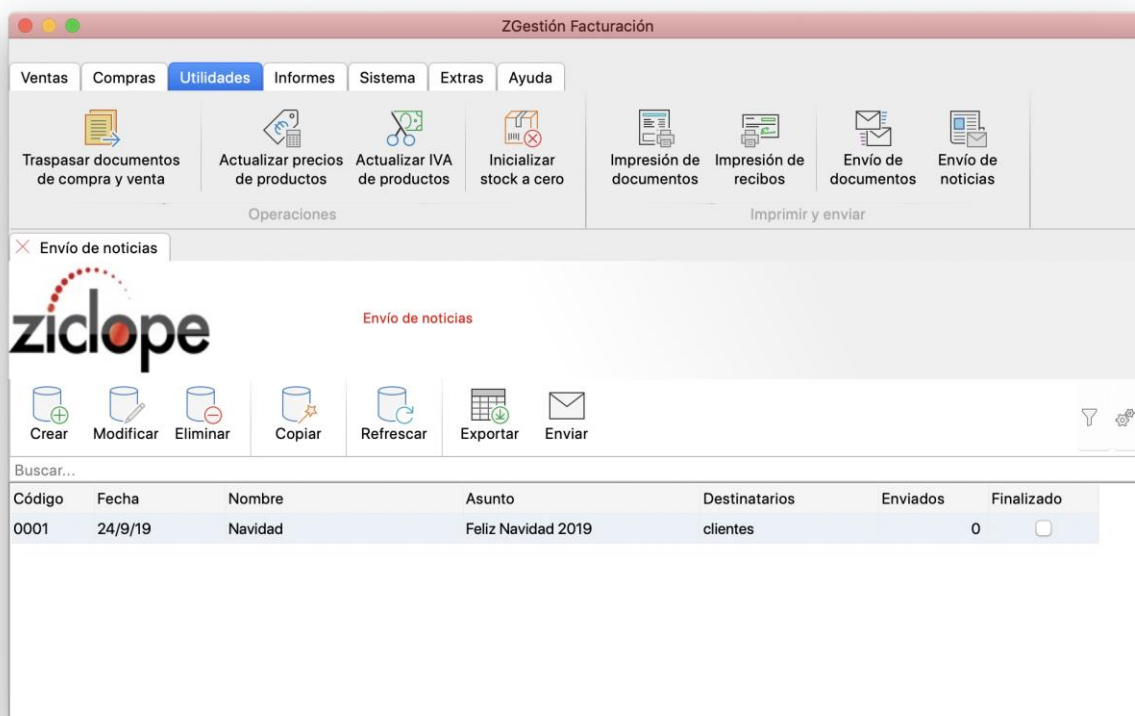 ZGestión Facturación
Ventas Compras Utilidades Informes Sistema Extras Ayuda
Traspasar documentos
de compra y venta
Actualizar precios
de productos
Actualizar IVA
de productos
Inicializar
stock a cero
Impresión de
documentos
Impresión de
recibos
Envío de
documentos
Envío de
noticias
Operaciones
Imprimir y enviar
Envío de noticias
ziclope
Envío de noticias
Crear Modificar Eliminar Copiar Refrescar Exportar Enviar
Buscar...
Código Fecha Nombre Asunto Destinatarios Enviados Finalizado
0001 24/9/19 Navidad Feliz Navidad 2019 clientes 0